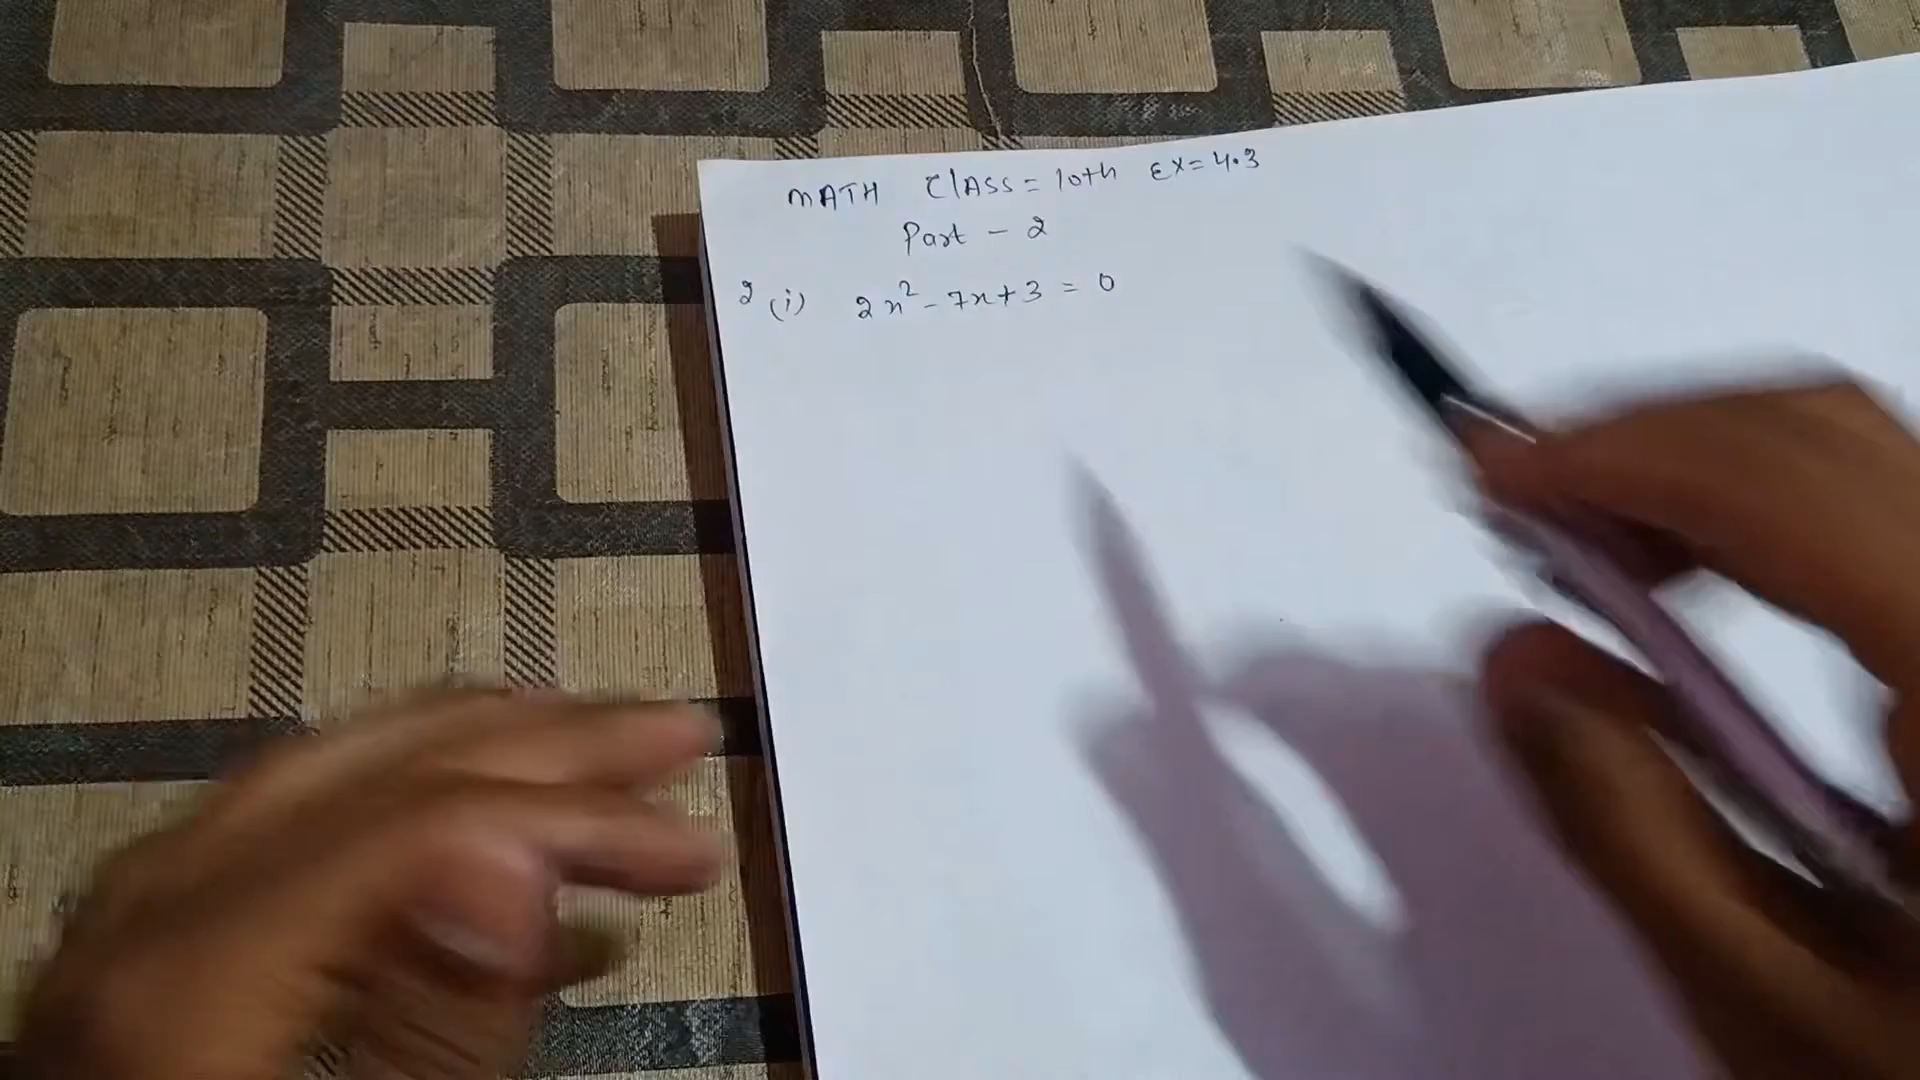 MATH Class = 10th Ex = 4.3
Part - 2
2 (i) 2x² - 7x + 3 = 0